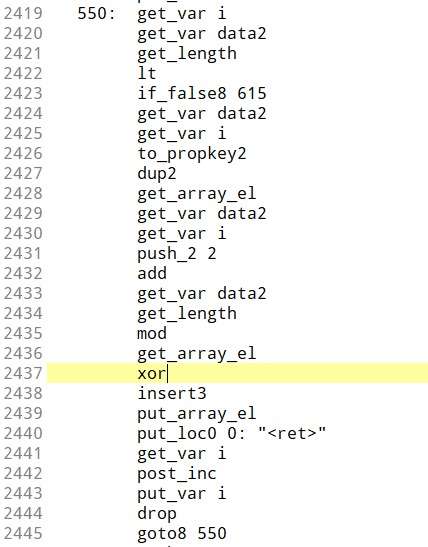 2419 550: get_var i
2420 get_var data2
2421 get_length
2422 lt
2423 if_false8 615
2424 get_var data2
2425 get_var i
2426 to_propkey2
2427 dup2
2428 get_array_el
2429 get_var data2
2430 get_var i
2431 push_2 2
2432 add
2433 get_var data2
2434 get_length
2435 mod
2436 get_array_el
2437 xor
2438 insert3
2439 put_array_el
2440 put_loc0 0: "<ret>"
2441 get_var i
2442 post_inc
2443 put_var i
2444 drop
2445 goto8 550